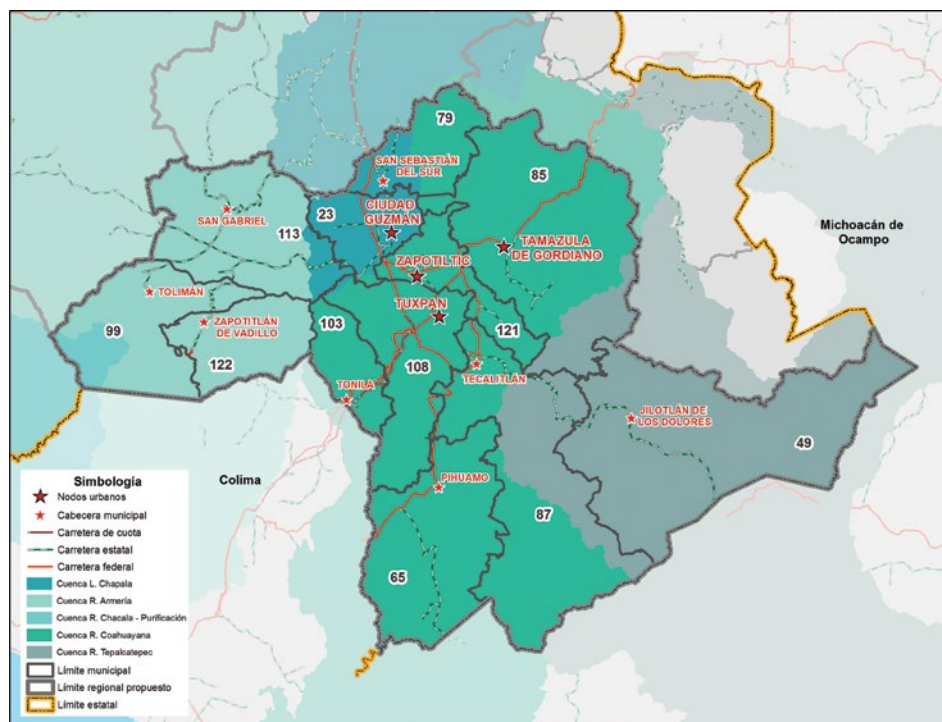 79
SAN SEBASTIÁN
DEL SUR
85
23
CIUDAD
GUZMÁN
SAN GABRIEL
113
Michoacán de
Ocampo
TAMAZULA
DE GORDIANO
ZAPOTILTIC
TOLIMÁN
TUXPAN
99
ZAPOTITLÁN
DE VADILLO
103
121
122
108
TECALITLÁN
TONILA
JILOTLÁN DE
LOS DOLORES
49
Colima
PIHUAMO
87
65
Simbología
Nodos urbanos
Cabecera municipal
Carretera de cuota
Carretera estatal
Carretera federal
Cuenca L. Chapala
Cuenca R. Armería
Cuenca R. Chacala - Purificación
Cuenca R. Coahuayana
Cuenca R. Tepalcatepec
Límite municipal
Límite regional propuesto
Límite estatal